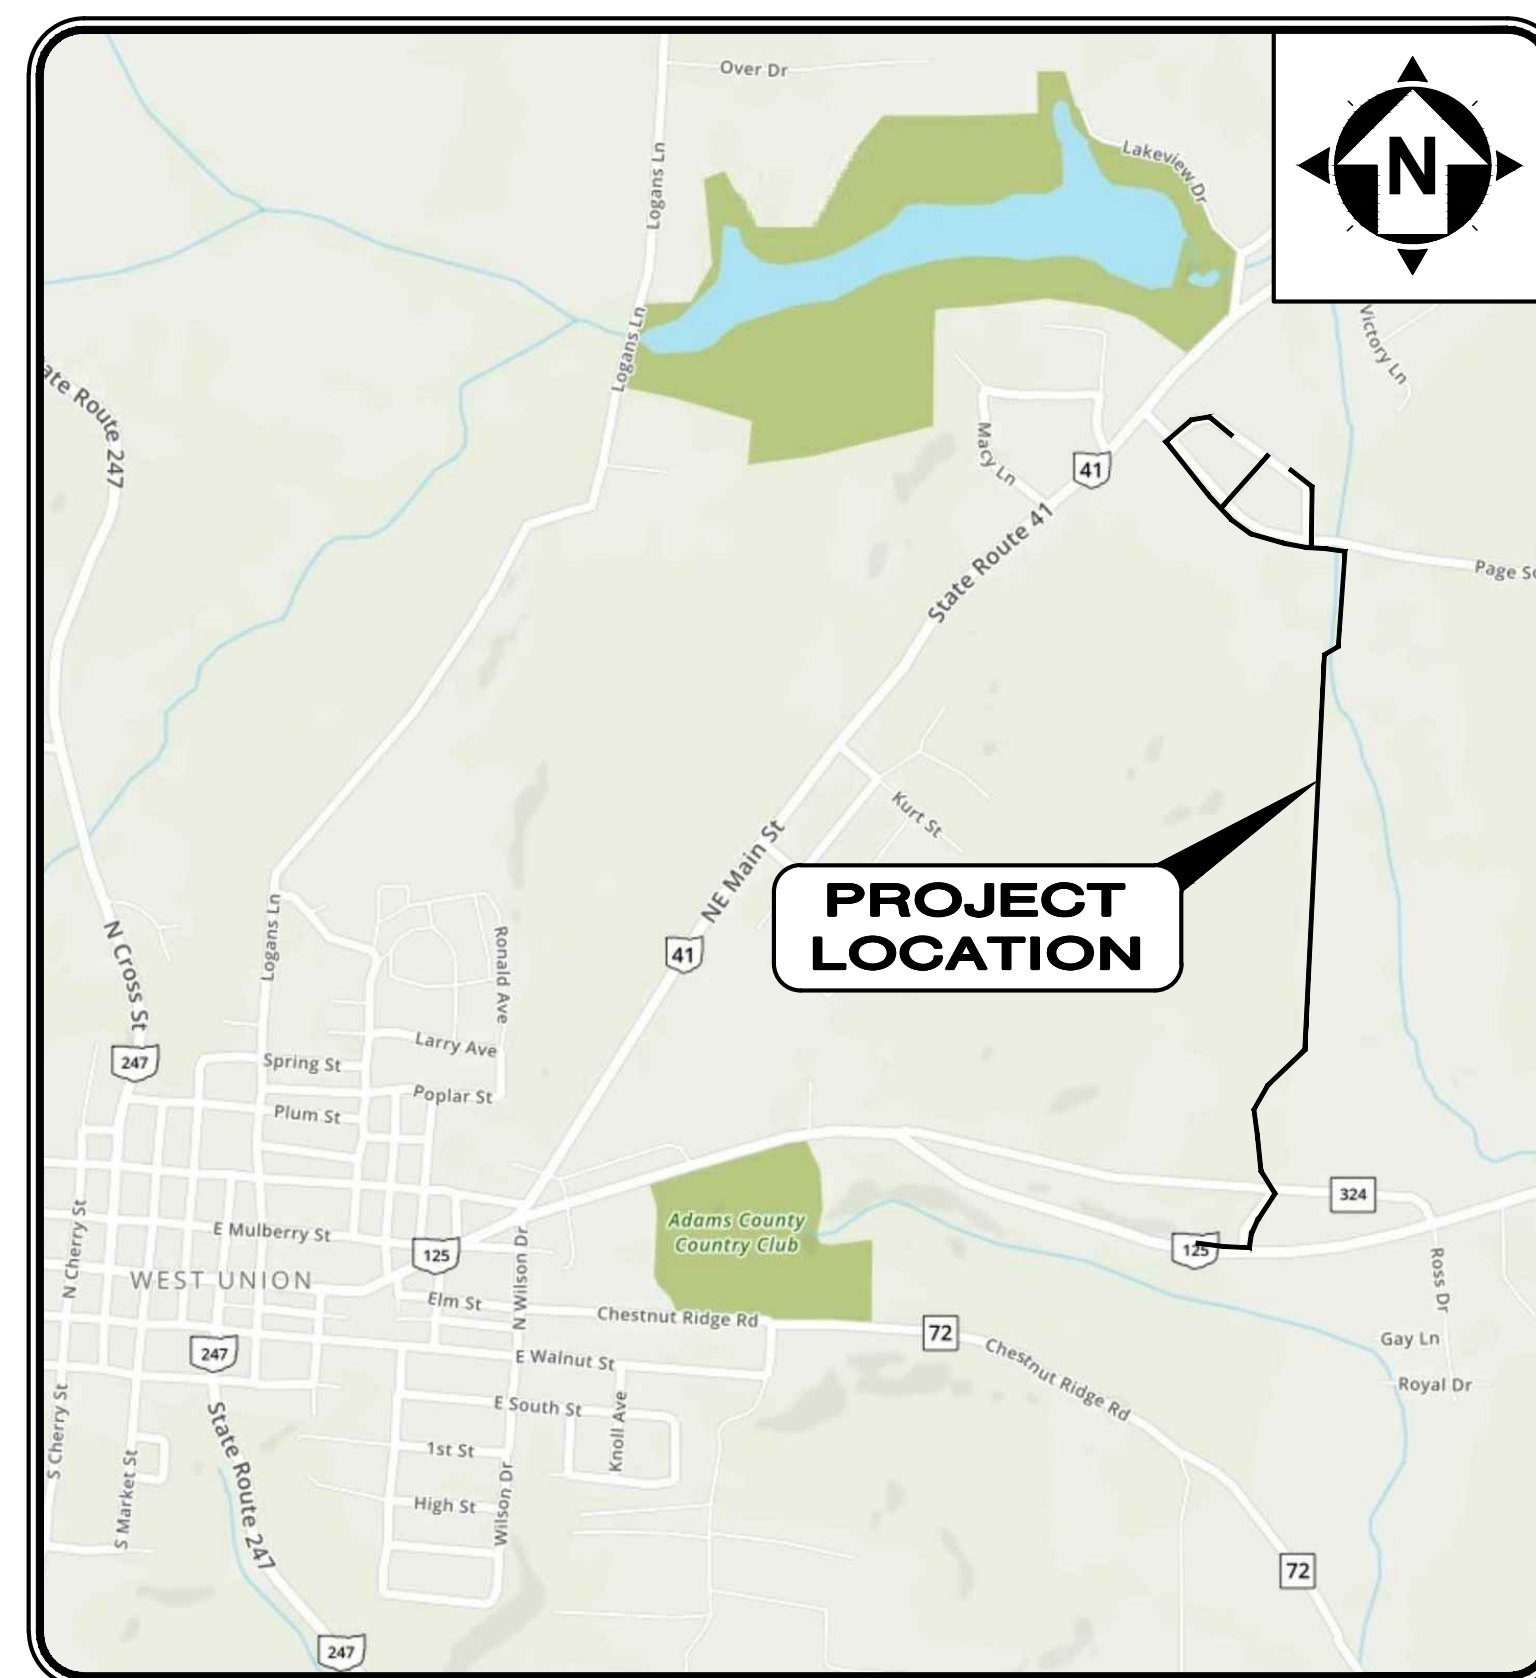 Over Dr
N
Logans Ln
Lakeview Dr
Victory Ln
Logans Ln
ate Route 247
Macy Ln
41
State Route 41
Page Sc
Kurt St
NE Main St
PROJECT
LOCATION
N Cross St
Logans Ln
Ronald Ave
41
Larry Ave
247
Spring St
Poplar St
Plum St
324
Adams County
Country Club
N Cherry St
E Mulberry St
125
125
N Wilson Dr
WEST UNION
Ross Dr
Elm St
Chestnut Ridge Rd
72
Gay Ln
247
E Walnut St
Chestnut Ridge Rd
Royal Dr
S Cherry St
E South St
Knoll Ave
State Route 247
1st St
S Market St
High St
Wilson Dr
72
247